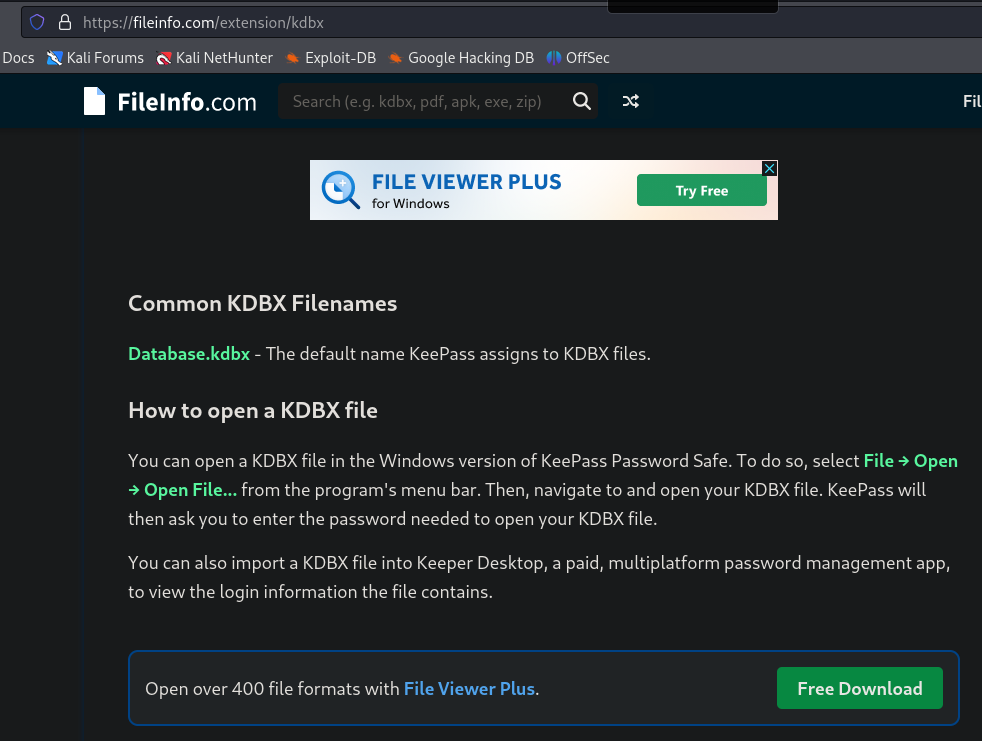 https://fileinfo.com/extension/kdbx
Docs Kali Forums Kali NetHunter Exploit-DB Google Hacking DB OffSec
FileInfo.com Search (e.g. kdbx, pdf, apk, exe, zip) Fil
FILE VIEWER PLUS
for Windows
Try Free
Common KDBX Filenames
Database.kdbx - The default name KeePass assigns to KDBX files.
How to open a KDBX file
You can open a KDBX file in the Windows version of KeePass Password Safe. To do so, select File → Open
→ Open File... from the program's menu bar. Then, navigate to and open your KDBX file. KeePass will
then ask you to enter the password needed to open your KDBX file.
You can also import a KDBX file into Keeper Desktop, a paid, multiplatform password management app,
to view the login information the file contains.
Open over 400 file formats with File Viewer Plus.
Free Download